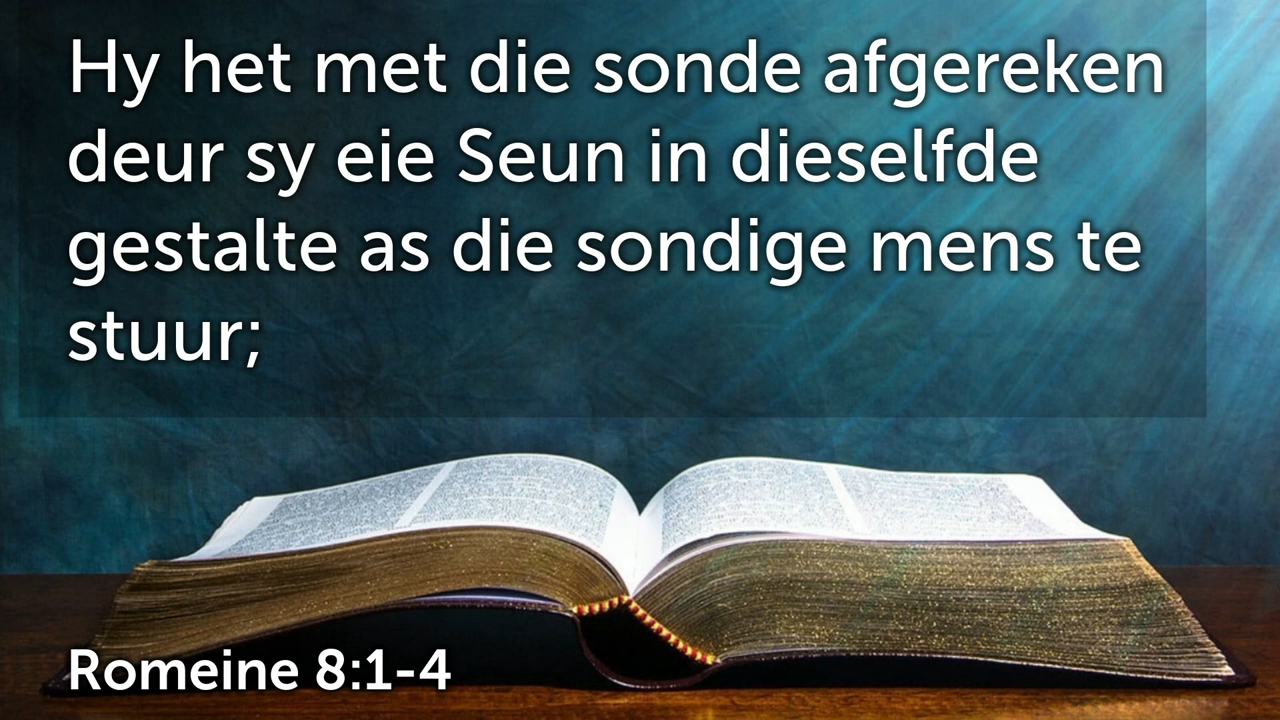 Hy het met die sonde afgereken
deur sy eie Seun in dieselfde
gestalte as die sondige mens te
stuur;
Romeine 8:1-4